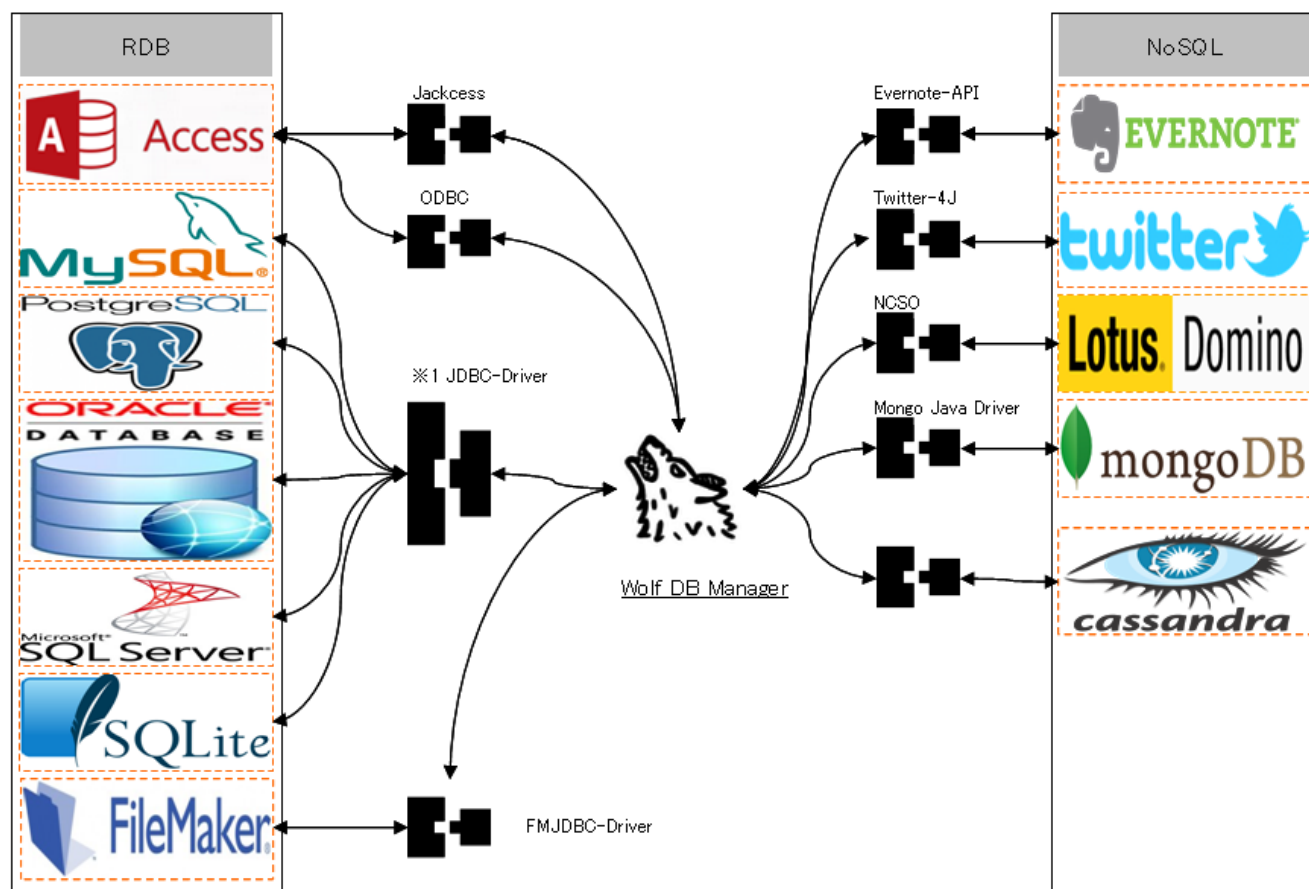 RDB
A Access
MySQL®
PostgreSQL
ORACLE®
DATABASE
Microsoft®
SQL Server®
SQLite
FileMaker®
Jackcess
ODBC
※1 JDBC-Driver
FMJDBC-Driver
Wolf DB Manager
Evernote-API
Twitter-4J
NCSO
Mongo Java Driver
NoSQL
EVERNOTE®
twitter
Lotus® Domino
mongoDB
cassandra